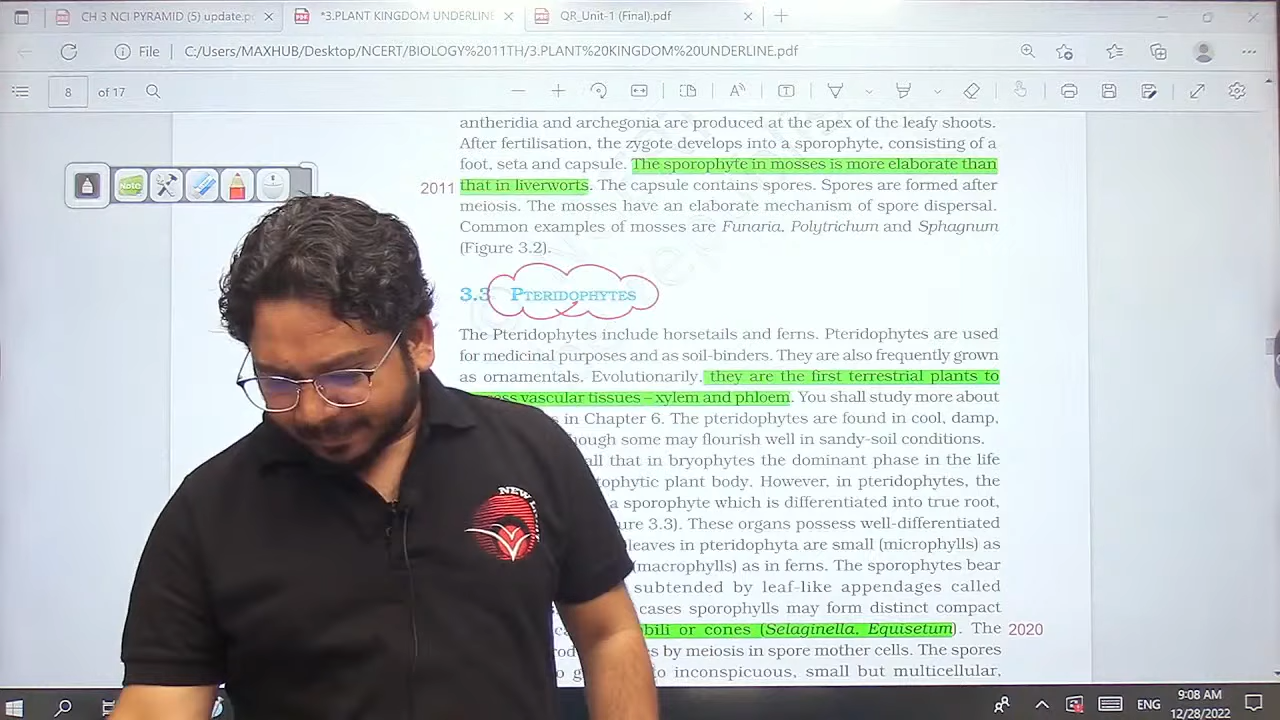 CH 3 NCI PYRAMID (5) update.p
*3.PLANT KINGDOM UNDERLINE
QR_Unit-1 (Final).pdf
File
C:/Users/MAXHUB/Desktop/NCERT/BIOLOGY%2011TH/3.PLANT%20KINGDOM%20UNDERLINE.pdf
8 of 17
Note
antheridia and archegonia are produced at the apex of the leafy shoots.
After fertilisation, the zygote develops into a sporophyte, consisting of a
foot, seta and capsule. The sporophyte in mosses is more elaborate than
2011 that in liverworts. The capsule contains spores. Spores are formed after
meiosis. The mosses have an elaborate mechanism of spore dispersal.
Common examples of mosses are Funaria, Polytrichum and Sphagnum
(Figure 3.2).
3.3 PTERIDOPHYTES
The Pteridophytes include horsetails and ferns. Pteridophytes are used
for medicinal purposes and as soil-binders. They are also frequently grown
as ornamentals. Evolutionarily, they are the first terrestrial plants to
ess vascular tissues – xylem and phloem. You shall study more about
s in Chapter 6. The pteridophytes are found in cool, damp,
ough some may flourish well in sandy-soil conditions.
all that in bryophytes the dominant phase in the life
tophytic plant body. However, in pteridophytes, the
a sporophyte which is differentiated into true root,
ure 3.3). These organs possess well-differentiated
leaves in pteridophyta are small (microphylls) as
(macrophylls) as in ferns. The sporophytes bear
subtended by leaf-like appendages called
cases sporophylls may form distinct compact
bili or cones (Selaginella, Equisetum). The 2020
s by meiosis in spore mother cells. The spores
o inconspicuous, small but multicellular,
NEW
ENG
9:08 AM
12/28/2022